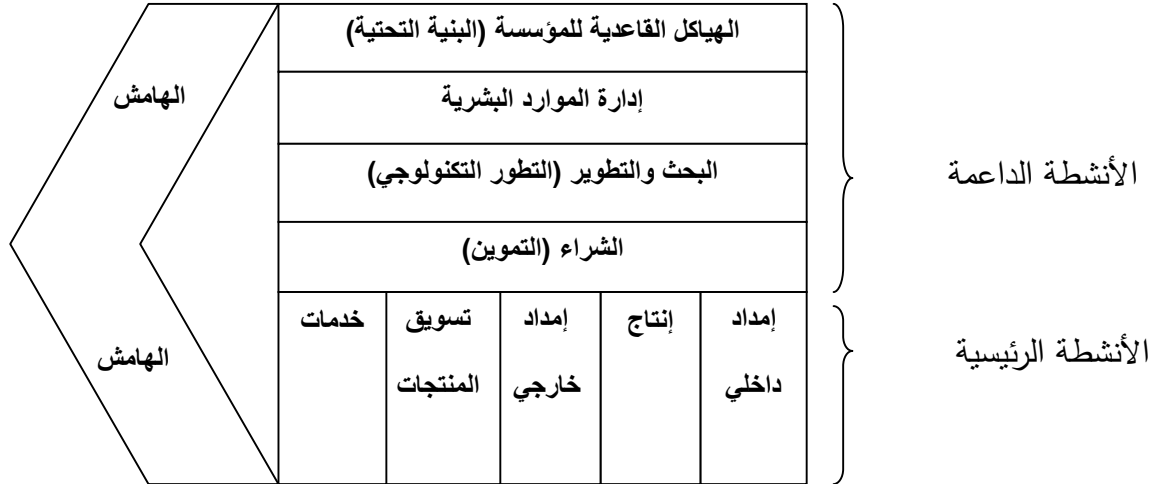 الهياكل القاعدية للمؤسسة (البنية التحتية)
إدارة الموارد البشرية
البحث والتطوير (التطور التكنولوجي)
الشراء (التموين)
الأنشطة الداعمة
إمداد
داخلي
إنتاج
إمداد
خارجي
تسويق
المنتجات
خدمات
الأنشطة الرئيسية
الهامش
الهامش